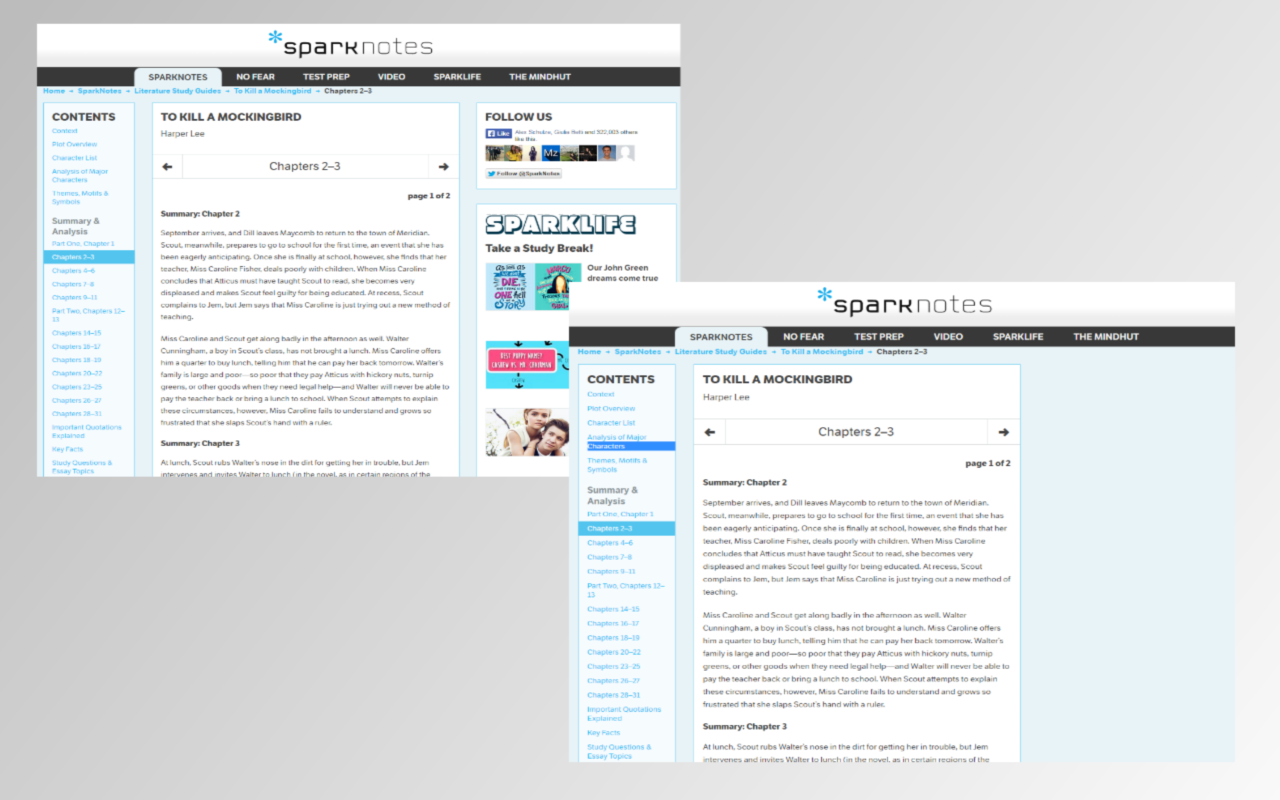 *sparknotes
SPARKNOTES NO FEAR TEST PREP VIDEO SPARKLIFE THE MINDHUT
Home → SparkNotes → Literature Study Guides → To Kill a Mockingbird → Chapters 2–3
CONTENTS
Context
Plot Overview
Character List
Analysis of Major
Characters
Themes, Motifs &
Symbols
Summary &
Analysis
Part One, Chapter 1
Chapters 2–3
Chapters 4–6
Chapters 7–8
Chapters 9–11
Part Two, Chapters 12–
13
Chapters 14–15
Chapters 16–17
Chapters 18–19
Chapters 20–22
Chapters 23–25
Chapters 26–27
Chapters 28–31
Important Quotations
Explained
Key Facts
Study Questions &
Essay Topics
TO KILL A MOCKINGBIRD
Harper Lee
← Chapters 2–3 →
page 1 of 2
Summary: Chapter 2
September arrives, and Dill leaves Maycomb to return to the town of Meridian.
Scout, meanwhile, prepares to go to school for the first time, an event that she has
been eagerly anticipating. Once she is finally at school, however, she finds that her
teacher, Miss Caroline Fisher, deals poorly with children. When Miss Caroline
concludes that Atticus must have taught Scout to read, she becomes very
displeased and makes Scout feel guilty for being educated. At recess, Scout
complains to Jem, but Jem says that Miss Caroline is just trying out a new method of
teaching.
Miss Caroline and Scout get along badly in the afternoon as well. Walter
Cunningham, a boy in Scout's class, has not brought a lunch. Miss Caroline offers
him a quarter to buy lunch, telling him that he can pay her back tomorrow. Walter's
family is large and poor—so poor that they pay Atticus with hickory nuts, turnip
greens, or other goods when they need legal help—and Walter will never be able to
pay the teacher back or bring a lunch to school. When Scout attempts to explain
these circumstances, however, Miss Caroline fails to understand and grows so
frustrated that she slaps Scout's hand with a ruler.
Summary: Chapter 3
At lunch, Scout rubs Walter's nose in the dirt for getting her in trouble, but Jem
intervenes and invites Walter to lunch (in the novel, as in certain regions of the
FOLLOW US
Like and 522,003 others
like this.
Mz
Follow @SparkNotes
SPARKLIFE
Take a Study Break!
DIE,
ONE hell
STORY
Our John Green
dreams come true
BEST PUPPY NAMES?
*sparknotes
SPARKNOTES NO FEAR TEST PREP VIDEO SPARKLIFE THE MINDHUT
Home → SparkNotes → Literature Study Guides → To Kill a Mockingbird → Chapters 2–3
CONTENTS
Context
Plot Overview
Character List
Analysis of Major
Characters
Themes, Motifs &
Symbols
Summary &
Analysis
Part One, Chapter 1
Chapters 2–3
Chapters 4–6
Chapters 7–8
Chapters 9–11
Part Two, Chapters 12–
13
Chapters 14–15
Chapters 16–17
Chapters 18–19
Chapters 20–22
Chapters 23–25
Chapters 26–27
Chapters 28–31
Important Quotations
Explained
Key Facts
Study Questions &
Essay Topics
TO KILL A MOCKINGBIRD
Harper Lee
← Chapters 2–3 →
page 1 of 2
Summary: Chapter 2
September arrives, and Dill leaves Maycomb to return to the town of Meridian.
Scout, meanwhile, prepares to go to school for the first time, an event that she has
been eagerly anticipating. Once she is finally at school, however, she finds that her
teacher, Miss Caroline Fisher, deals poorly with children. When Miss Caroline
concludes that Atticus must have taught Scout to read, she becomes very
displeased and makes Scout feel guilty for being educated. At recess, Scout
complains to Jem, but Jem says that Miss Caroline is just trying out a new method of
teaching.
Miss Caroline and Scout get along badly in the afternoon as well. Walter
Cunningham, a boy in Scout's class, has not brought a lunch. Miss Caroline offers
him a quarter to buy lunch, telling him that he can pay her back tomorrow. Walter's
family is large and poor—so poor that they pay Atticus with hickory nuts, turnip
greens, or other goods when they need legal help—and Walter will never be able to
pay the teacher back or bring a lunch to school. When Scout attempts to explain
these circumstances, however, Miss Caroline fails to understand and grows so
frustrated that she slaps Scout's hand with a ruler.
Summary: Chapter 3
At lunch, Scout rubs Walter's nose in the dirt for getting her in trouble, but Jem
intervenes and invites Walter to lunch (in the novel, as in certain regions of the